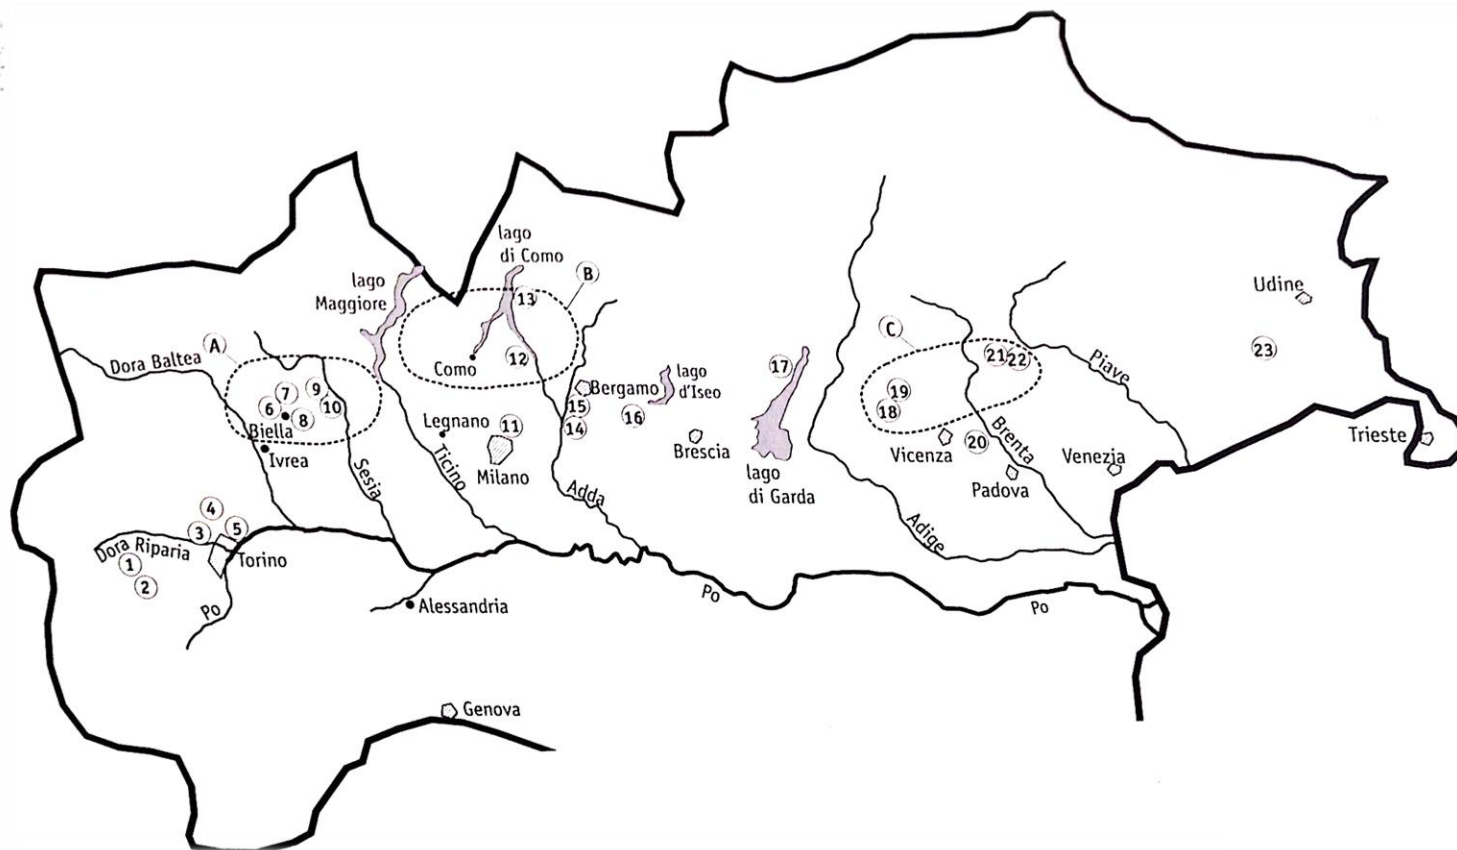 lago
di Como
B
lago
Maggiore
13
Udine
A
Dora Baltea
C
Como
12
21
22
Piave
23
17
lago
d'Iseo
Bergamo
7
9
6
8
10
Biella
19
18
15
16
14
Legnano
11
Ivrea
Milano
Ticino
Sesia
Brescia
Vicenza
20
Brenta
Padova
Venezia
Trieste
lago
di Garda
Adda
Adige
4
3
5
Dora Riparia
Torino
1
2
Po
Alessandria
Po
Po
Genova